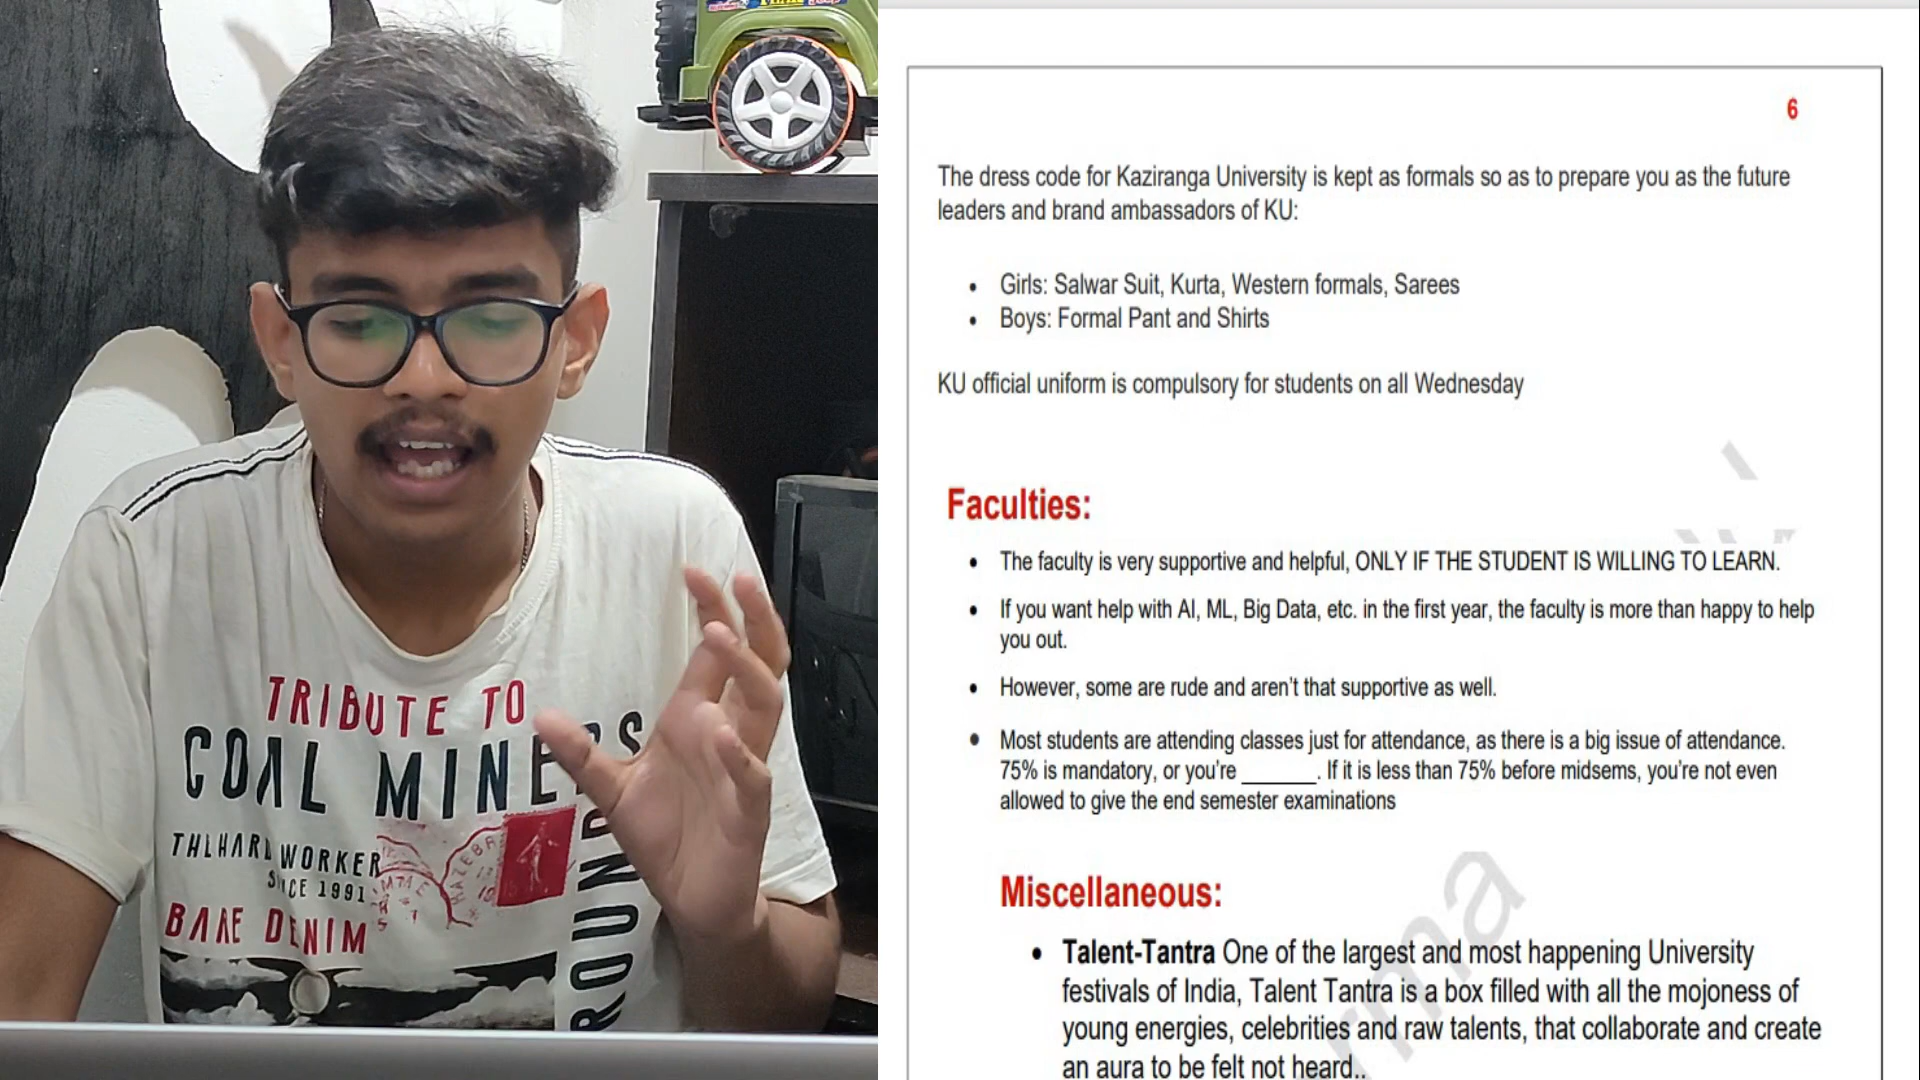 TRIBUTE TO
COAL MINERS
THE HARD WORKER
SINCE 1991
BARE DENIM
6
The dress code for Kaziranga University is kept as formals so as to prepare you as the future
leaders and brand ambassadors of KU:
• Girls: Salwar Suit, Kurta, Western formals, Sarees
• Boys: Formal Pant and Shirts
KU official uniform is compulsory for students on all Wednesday
Faculties:
• The faculty is very supportive and helpful, ONLY IF THE STUDENT IS WILLING TO LEARN.
• If you want help with AI, ML, Big Data, etc. in the first year, the faculty is more than happy to help
you out.
• However, some are rude and aren’t that supportive as well.
• Most students are attending classes just for attendance, as there is a big issue of attendance.
75% is mandatory, or you’re _______. If it is less than 75% before midsems, you’re not even
allowed to give the end semester examinations
Miscellaneous:
• Talent-Tantra One of the largest and most happening University
festivals of India, Talent Tantra is a box filled with all the mojoness of
young energies, celebrities and raw talents, that collaborate and create
an aura to be felt not heard..